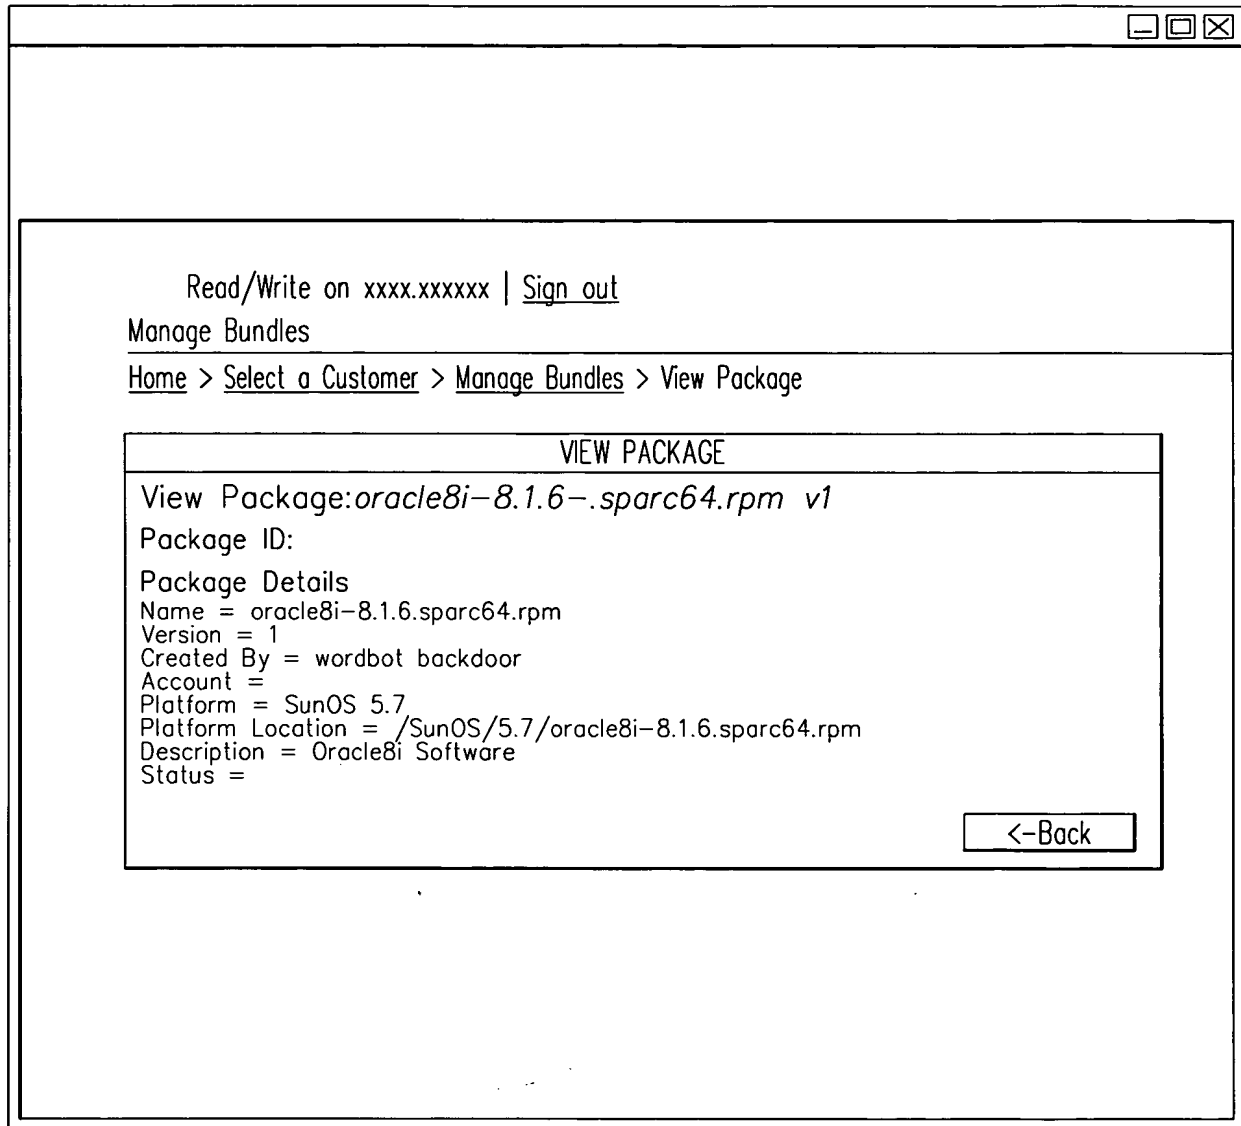 Read/Write on xxxx.xxxxxx | Sign out
Manage Bundles
Home > Select a Customer > Manage Bundles > View Package
VIEW PACKAGE
View Package:oracle8i-8.1.6-.sparc64.rpm v1
Package ID:
Package Details
Name = oracle8i-8.1.6.sparc64.rpm
Version = 1
Created By = wordbot backdoor
Account =
Platform = SunOS 5.7
Platform Location = /SunOS/5.7/oracle8i-8.1.6.sparc64.rpm
Description = Oracle8i Software
Status =
<-Back